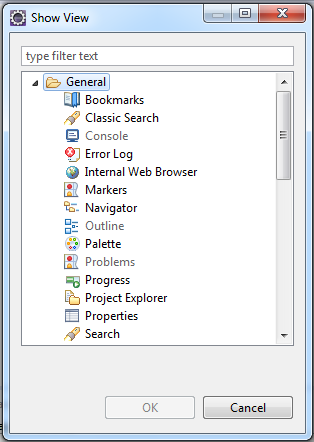 Show View
type filter text
General
Bookmarks
Classic Search
Console
Error Log
Internal Web Browser
Markers
Navigator
Outline
Palette
Problems
Progress
Project Explorer
Properties
Search
OK Cancel